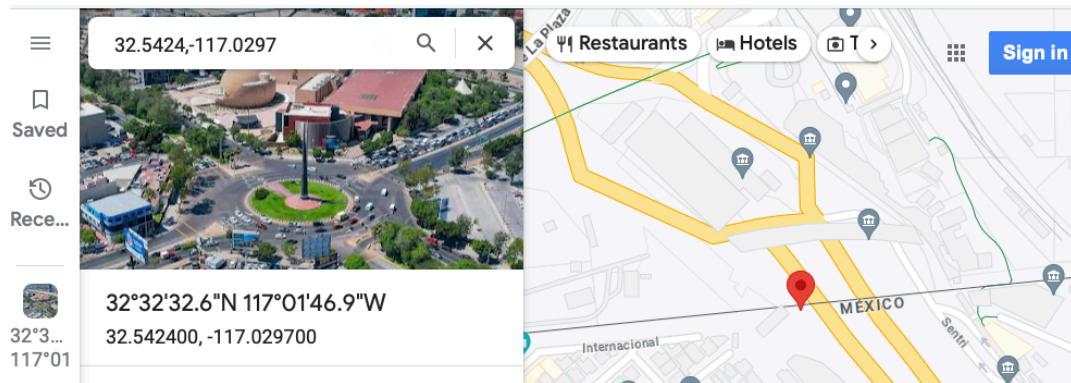 32.5424,-117.0297
Saved
Rece...
32°3...
117°01
32°32'32.6"N 117°01'46.9"W
32.542400, -117.029700
Restaurants
Hotels
T
Sign in
La Plaza
MÉXICO
Internacional
Sentri